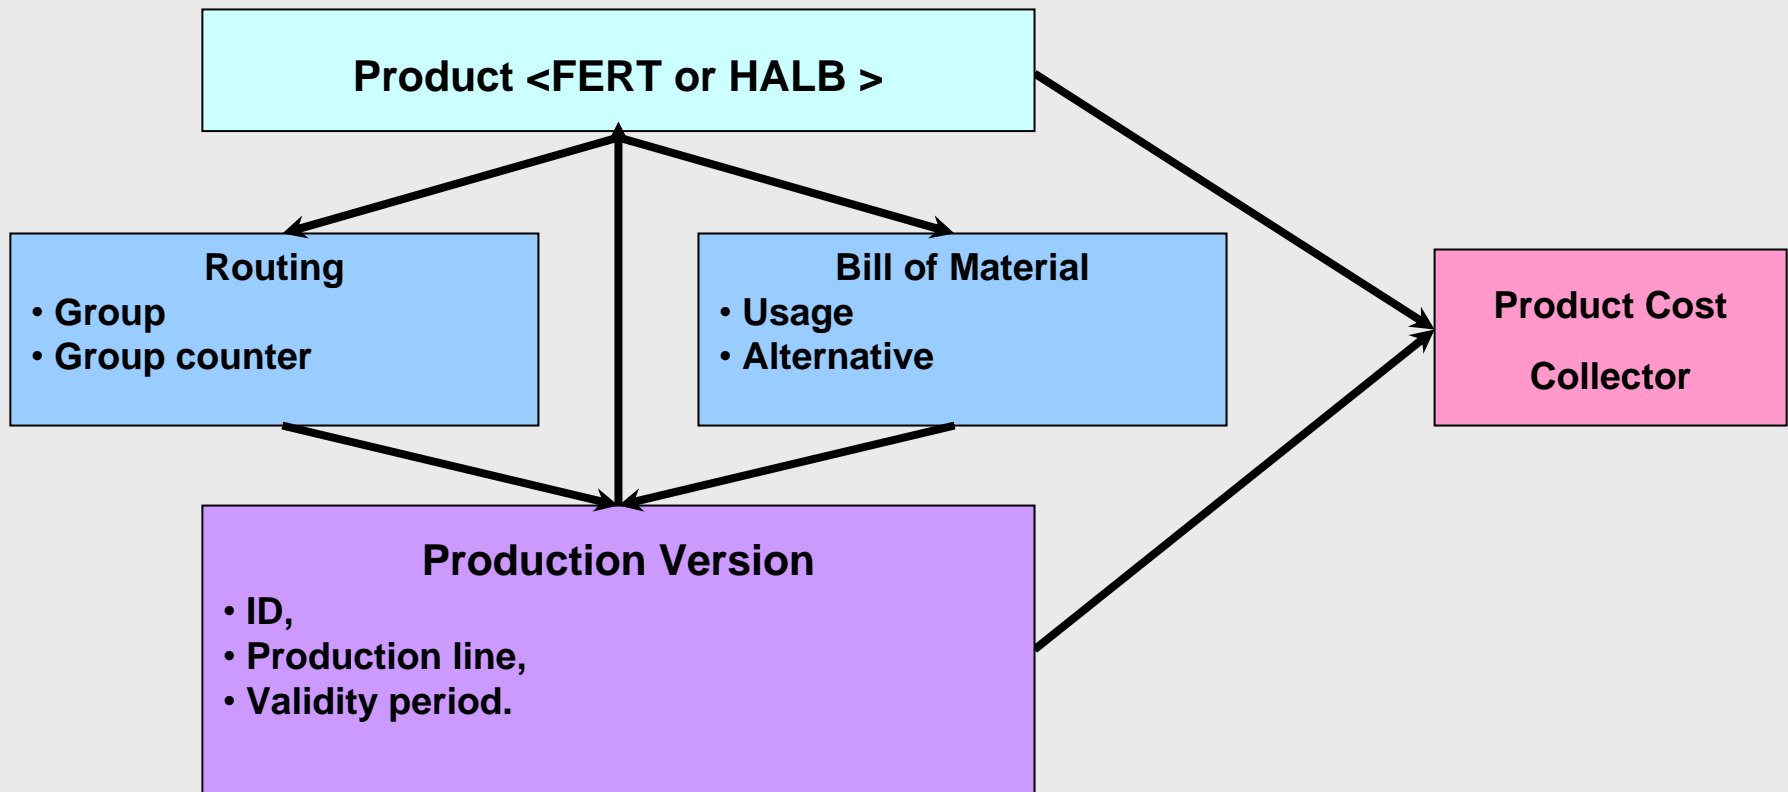 Product <FERT or HALB >
Routing
• Group
• Group counter
Bill of Material
• Usage
• Alternative
Product Cost
Collector
Production Version
• ID,
• Production line,
• Validity period.